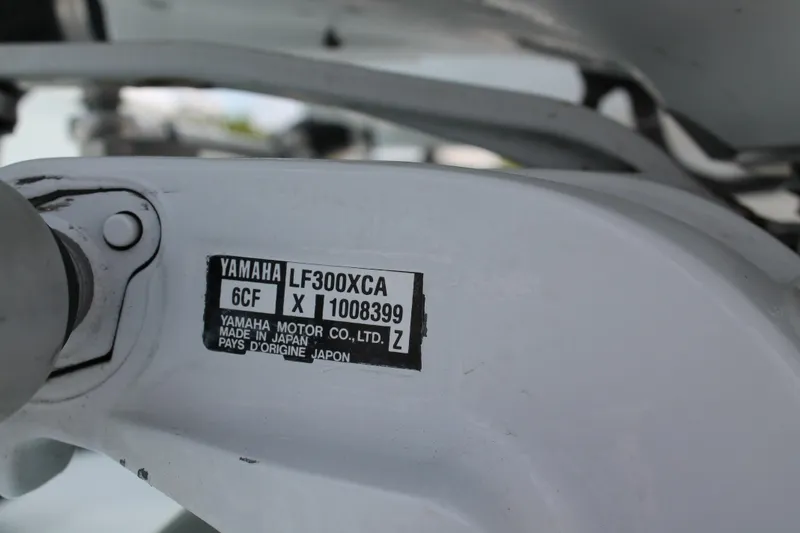 YAMAHA LF300XCA
6CF X 1008399
YAMAHA MOTOR CO.,LTD. Z
MADE IN JAPAN
PAYS D'ORIGINE JAPON